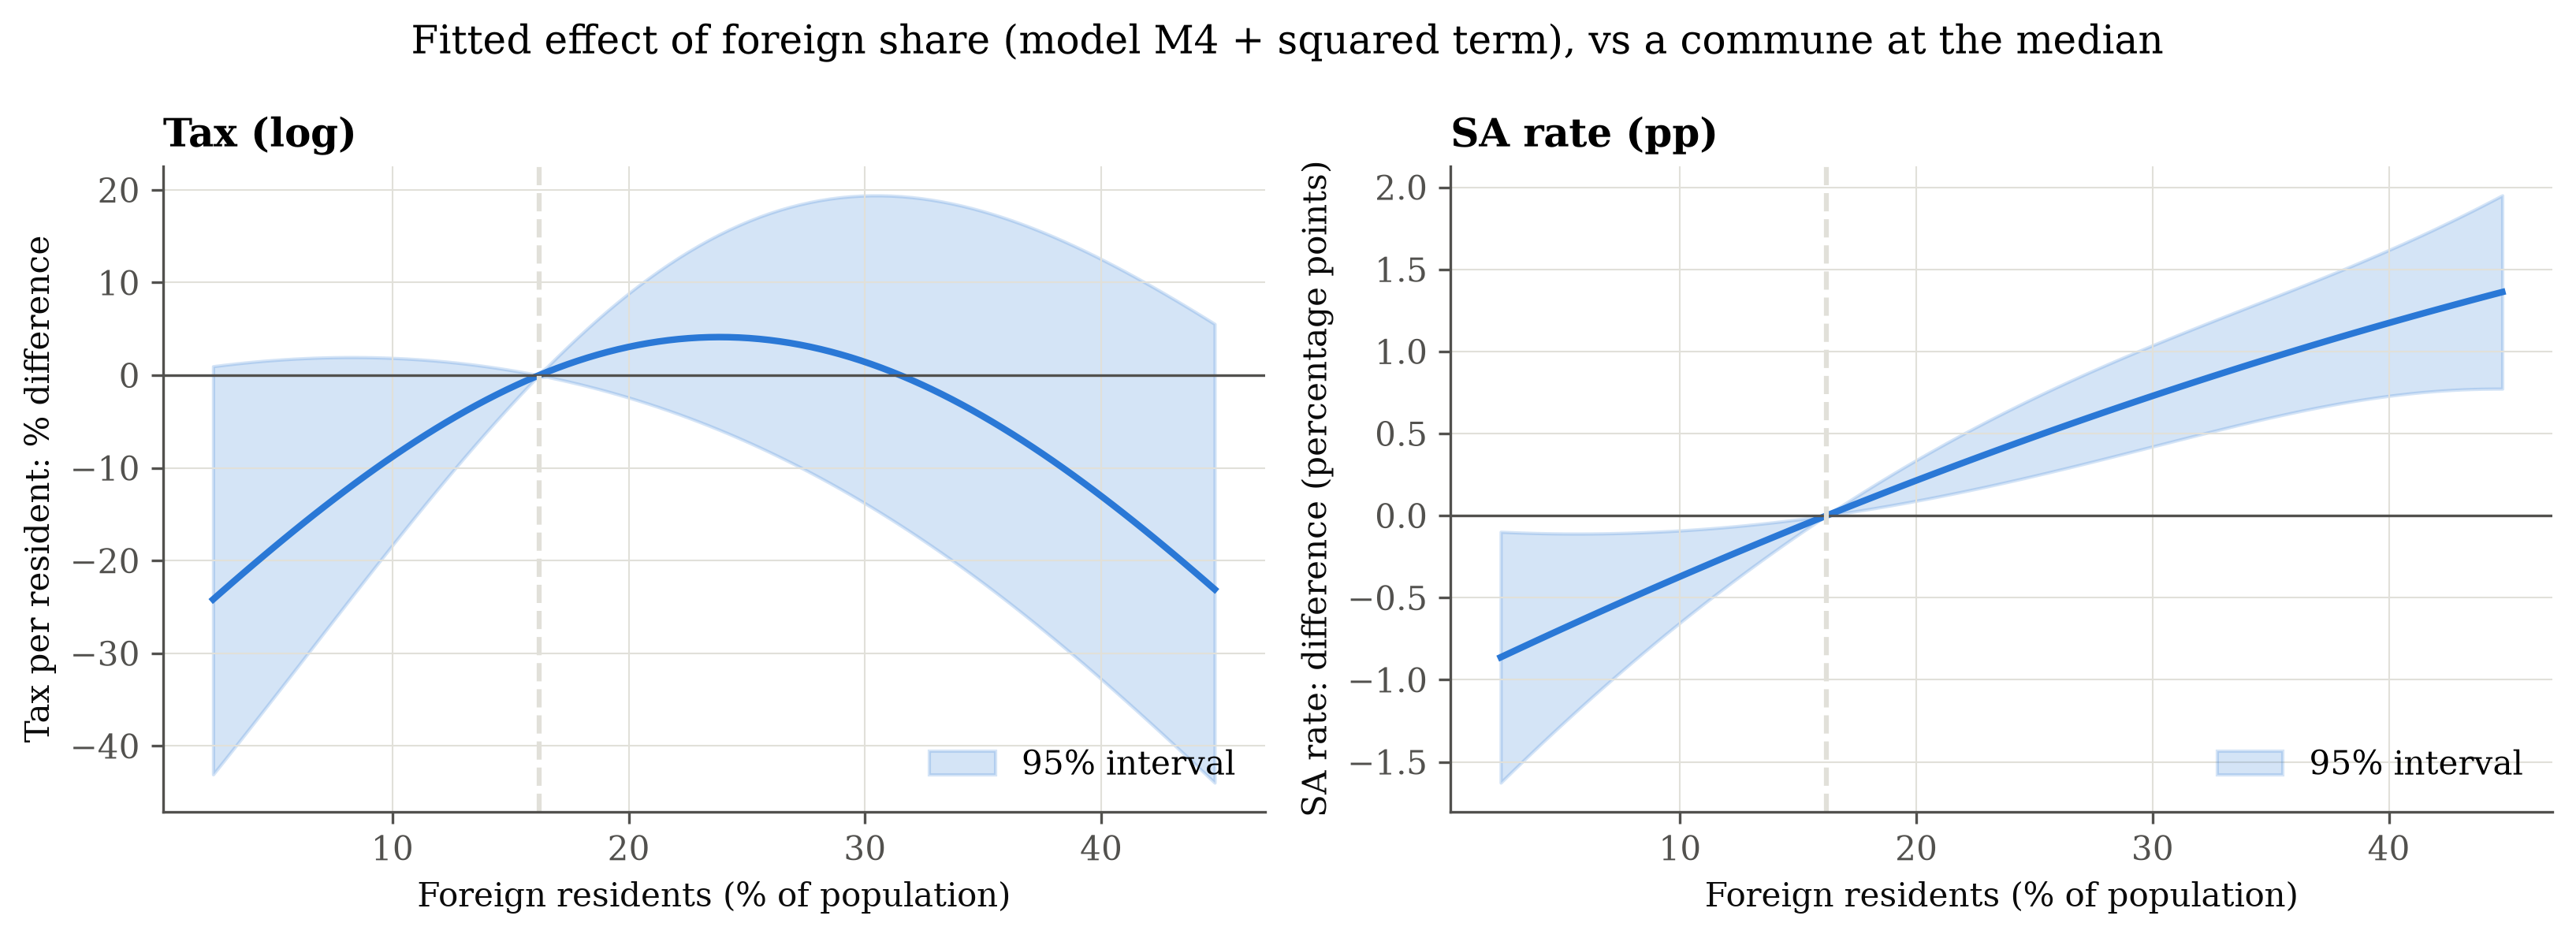 Fitted effect of foreign share (model M4 + squared term), vs a commune at the median
Tax (log)
Tax per resident: % difference
20
10
0
−10
−20
−30
−40
95% interval
10 20 30 40
Foreign residents (% of population)
SA rate (pp)
SA rate: difference (percentage points)
2.0
1.5
1.0
0.5
0.0
−0.5
−1.0
−1.5
95% interval
10 20 30 40
Foreign residents (% of population)